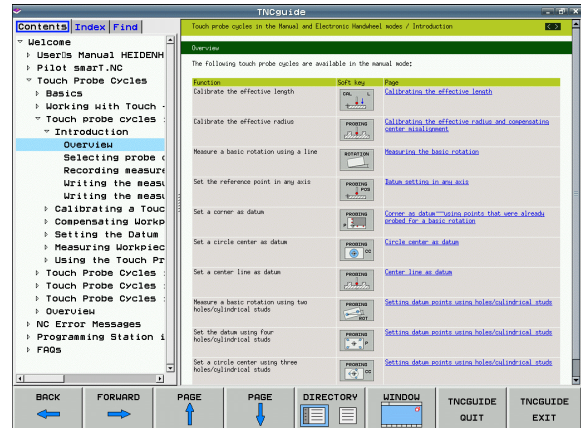 TNCguide
Contents Index Find
Welcome
User's Manual HEIDENH
Pilot smarT.NC
Touch Probe Cycles
Basics
Working with Touch -
Touch probe cycles
Introduction
Overview
Selecting probe c
Recording measure
Writing the measu
Writing the measu
Calibrating a Touc
Compensating Workp
Setting the Datum
Measuring Workpiec
Using the Touch Pr
Touch Probe Cycles
Touch Probe Cycles
Touch Probe Cycles
Overview
NC Error Messages
Programming Station i
FAQs
Touch probe cycles in the Manual and Electronic Handwheel modes / Introduction
Overview
The following touch probe cycles are available in the manual mode:
Function Soft key Page
Calibrate the effective length CAL L Calibrating the effective length
Calibrate the effective radius PROBING Calibrating the effective radius and compensating
center misalignment
Measure a basic rotation using a line ROTATION Measuring the basic rotation
Set the reference point in any axis PROBING POS Datum setting in any axis
Set a corner as datum PROBING P Corner as datum""using points that were already
probed for a basic rotation
Set a circle center as datum PROBING CC Circle center as datum
Set a center line as datum PROBING Center line as datum
Measure a basic rotation using two
holes/cylindrical studs PROBING ROT Setting datum points using holes/cylindrical studs
Set the datum using four
holes/cylindrical studs PROBING P Setting datum points using holes/cylindrical studs
Set a circle center using three
holes/cylindrical studs PROBING CC Setting datum points using holes/cylindrical studs
BACK FORWARD PAGE PAGE DIRECTORY WINDOW TNCGUIDE TNCGUIDE
QUIT EXIT